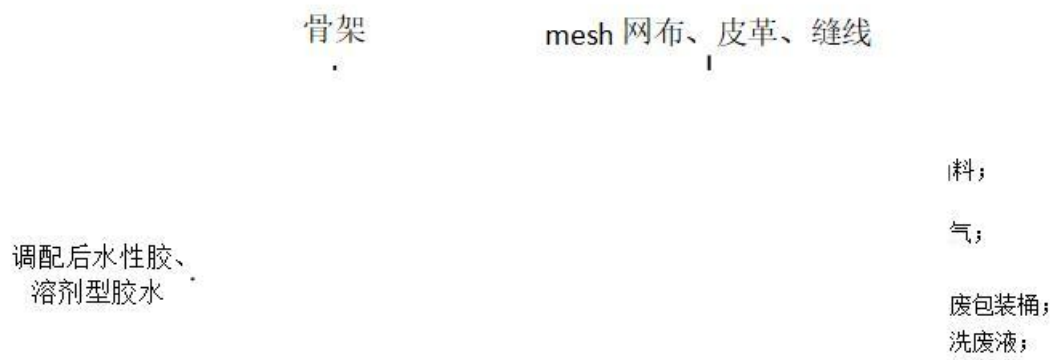 骨架
mesh 网布、皮革、缝线
料；
气；
调配后水性胶、
溶剂型胶水
废包装桶；
洗废液；